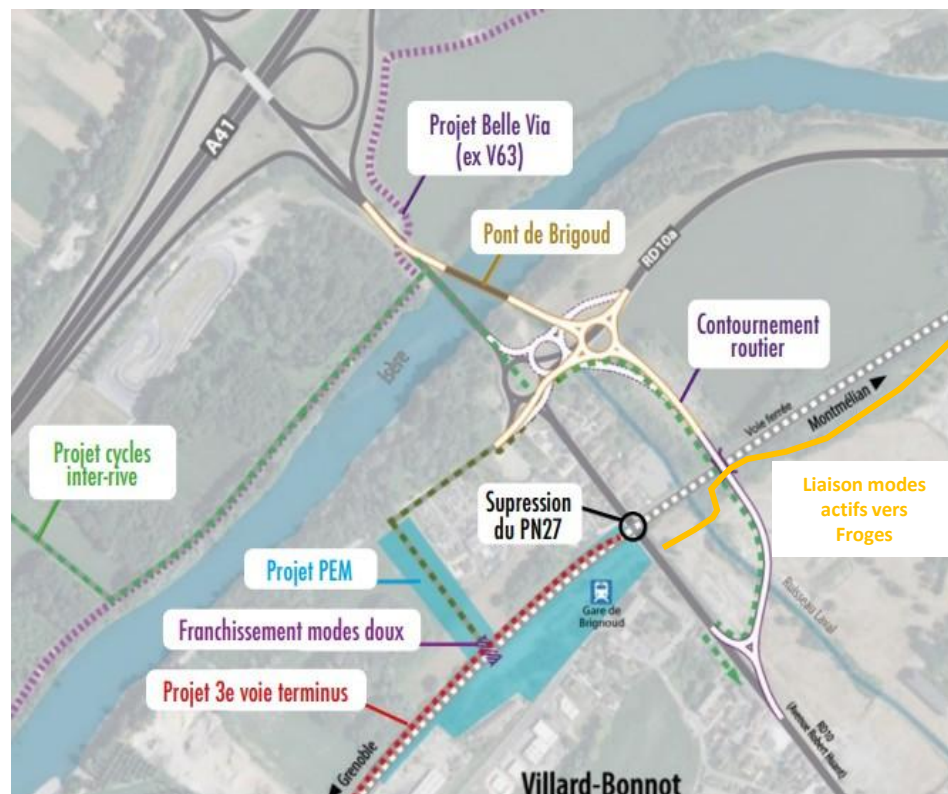 A41
Projet Belle Via
(ex V63)
Pont de Brigoud
RD10a
Contournement
routier
Isère
Voie ferrée
Montmélian
Projet cycles
inter-rive
Supression
du PN27
Liaison modes
actifs vers
Froges
Projet PEM
Gare de
Brignoud
Ruisseau Laval
Franchissement modes doux
Projet 3e voie terminus
Grenoble
RD10
(Avenue Robert Huant)
Villard-Bonnot